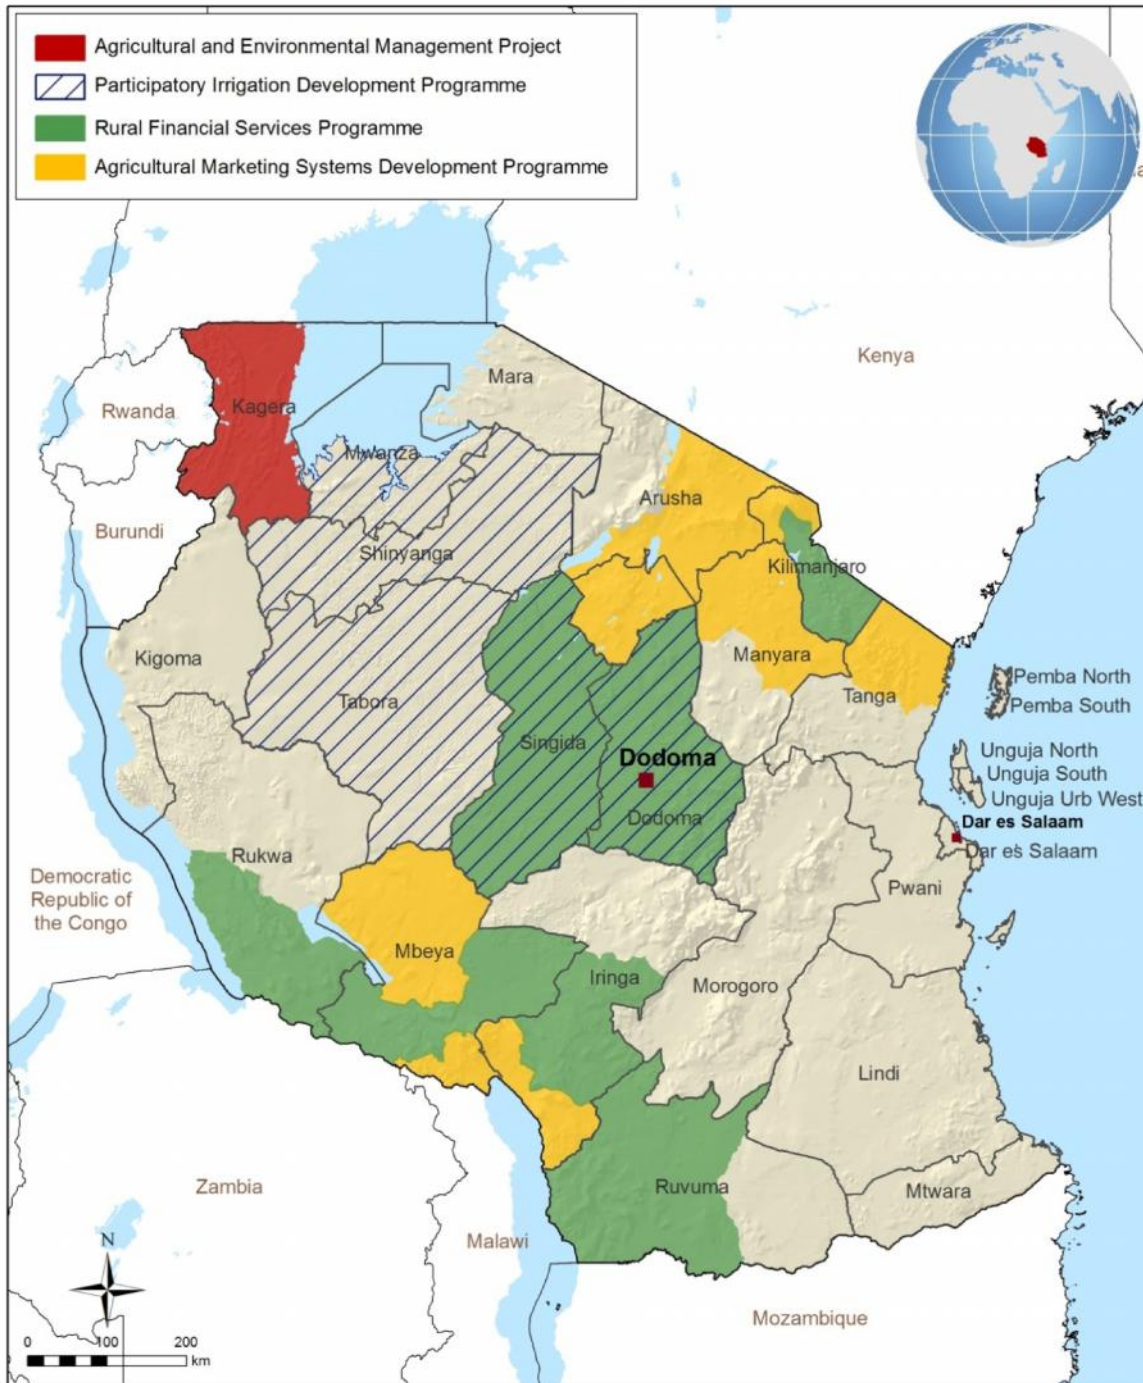 Agricultural and Environmental Management Project
Participatory Irrigation Development Programme
Rural Financial Services Programme
Agricultural Marketing Systems Development Programme
Kenya
Mara
Rwanda
Kagera
Mwanza
Arusha
Burundi
Shinyanga
Kilimanjaro
Kigoma
Manyara
Pemba North
Tabora
Tanga
Pemba South
Singida
Dodoma
Unguja North
Unguja South
Unguja Urb West
Dodoma
Dar es Salaam
Dar es Salaam
Rukwa
Democratic
Republic of
the Congo
Pwani
Mbeya
Iringa
Morogoro
Lindi
Zambia
Ruvuma
Mtwara
Malawi
N
Mozambique
0 100 200
km